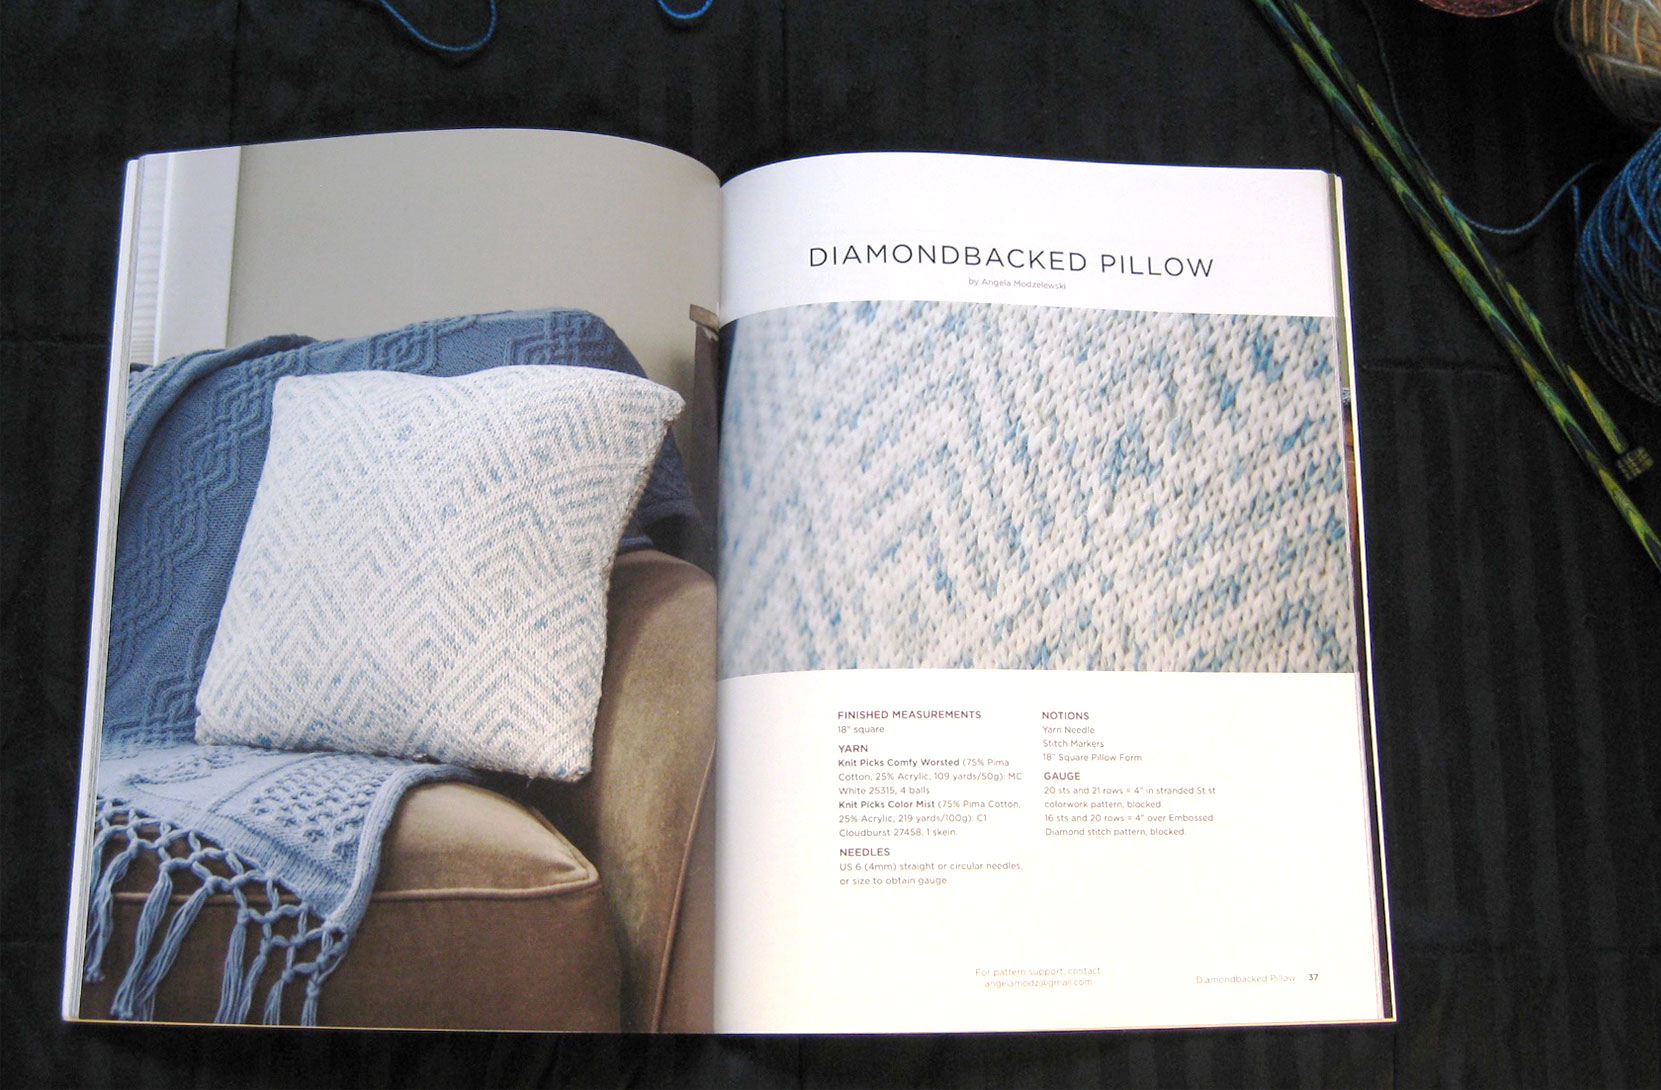 DIAMONDBACKED PILLOW
by Angela Modzelewski
FINISHED MEASUREMENTS
18" square
YARN
Knit Picks Comfy Worsted (75% Pima
Cotton, 25% Acrylic; 109 yards/50g): MC
White 25315, 4 balls
Knit Picks Color Mist (75% Pima Cotton,
25% Acrylic; 219 yards/100g): C1
Cloudburst 27458, 1 skein.
NEEDLES
US 6 (4mm) straight or circular needles,
or size to obtain gauge
NOTIONS
Yarn Needle
Stitch Markers
18" Square Pillow Form
GAUGE
20 sts and 21 rows = 4" in stranded St st
colorwork pattern, blocked.
16 sts and 20 rows = 4" over Embossed
Diamond stitch pattern, blocked.
For pattern support, contact
angelamodz@gmail.com
Diamondbacked Pillow 37